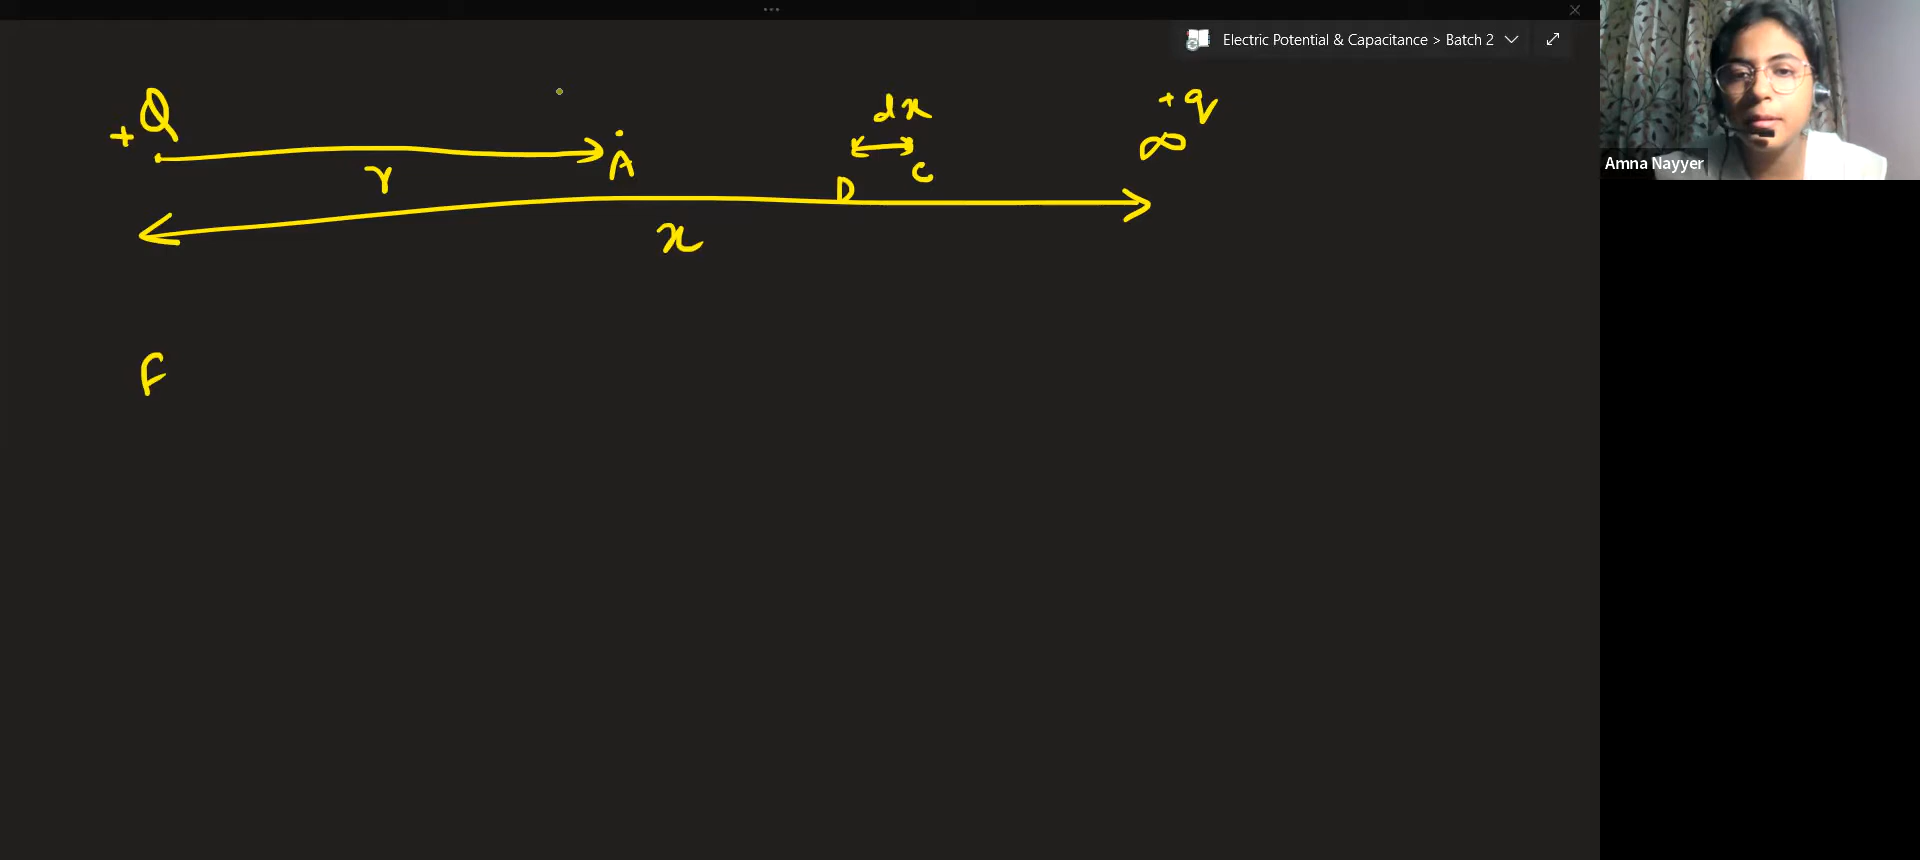 Electric Potential & Capacitance > Batch 2
+Q
r
A
dx
D
C
+q
∞
x
F
Amna Nayyer